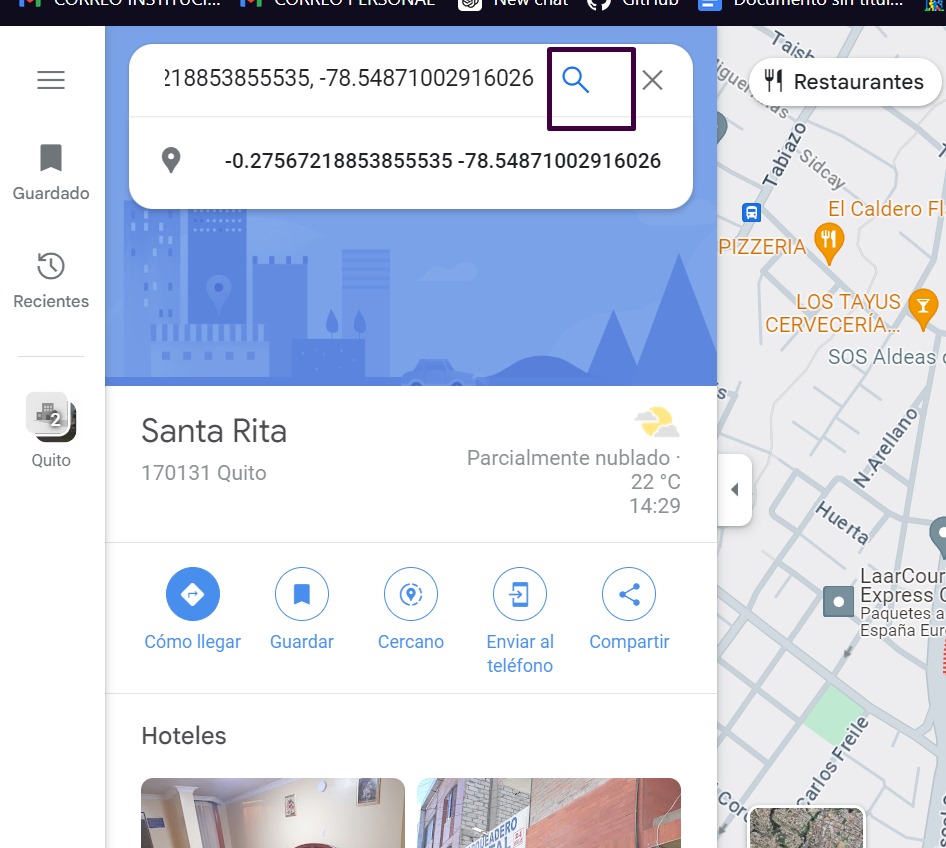 CORREO INSTITUCI...
CORREO PERSONAL
New chat
GitHub
Documento sin títul...
218853855535, -78.54871002916026
-0.27567218853855535 -78.54871002916026
Guardado
Recientes
2
Quito
Santa Rita
170131 Quito
Parcialmente nublado ·
22 °C
14:29
Cómo llegar
Guardar
Cercano
Enviar al
teléfono
Compartir
Hoteles
Restaurantes
Taish
Tabiazo
Sidcay
El Caldero Fl
PIZZERIA
LOS TAYUS
CERVECERÍA...
SOS Aldeas
N.Arellano
Huerta
LaarCour
Express
Paquetes a
España Eur
Carlos Freile